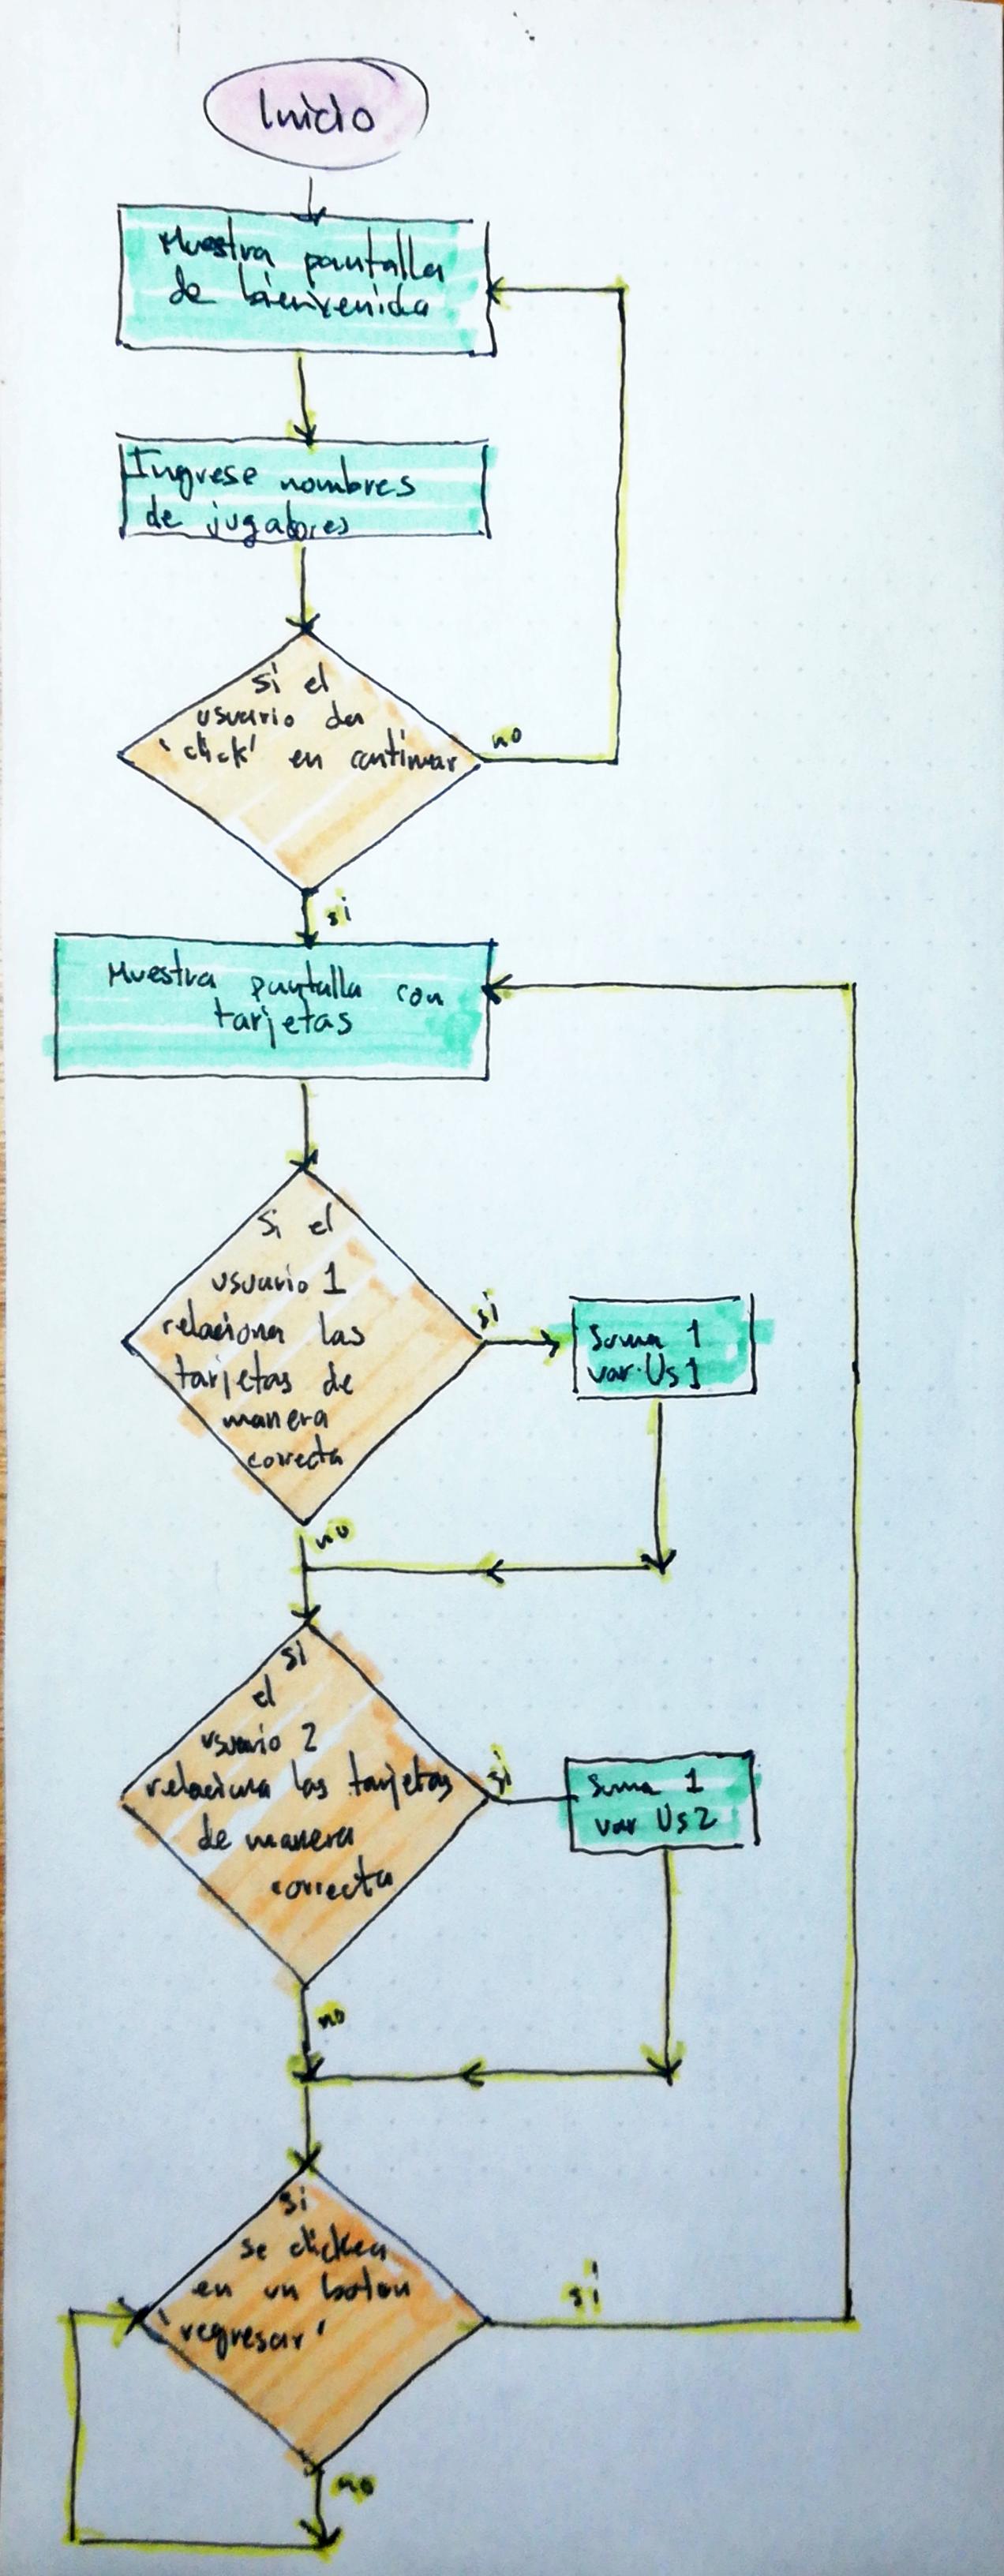 Inicio
Muestra pantalla
de bienvenida
Ingrese nombres
de jugadores
si el
usuario da
'click' en continuar
no
si
Muestra pantalla con
tarjetas
Si el
usuario 1
relaciona las
tarjetas de
manera
correcta
si
Suma 1
var Us1
no
si
el
usuario 2
relaciona las tarjetas
de manera
correcta
si
Suma 1
var Us2
no
si
se clickea
en un boton
'regresar'
si
no